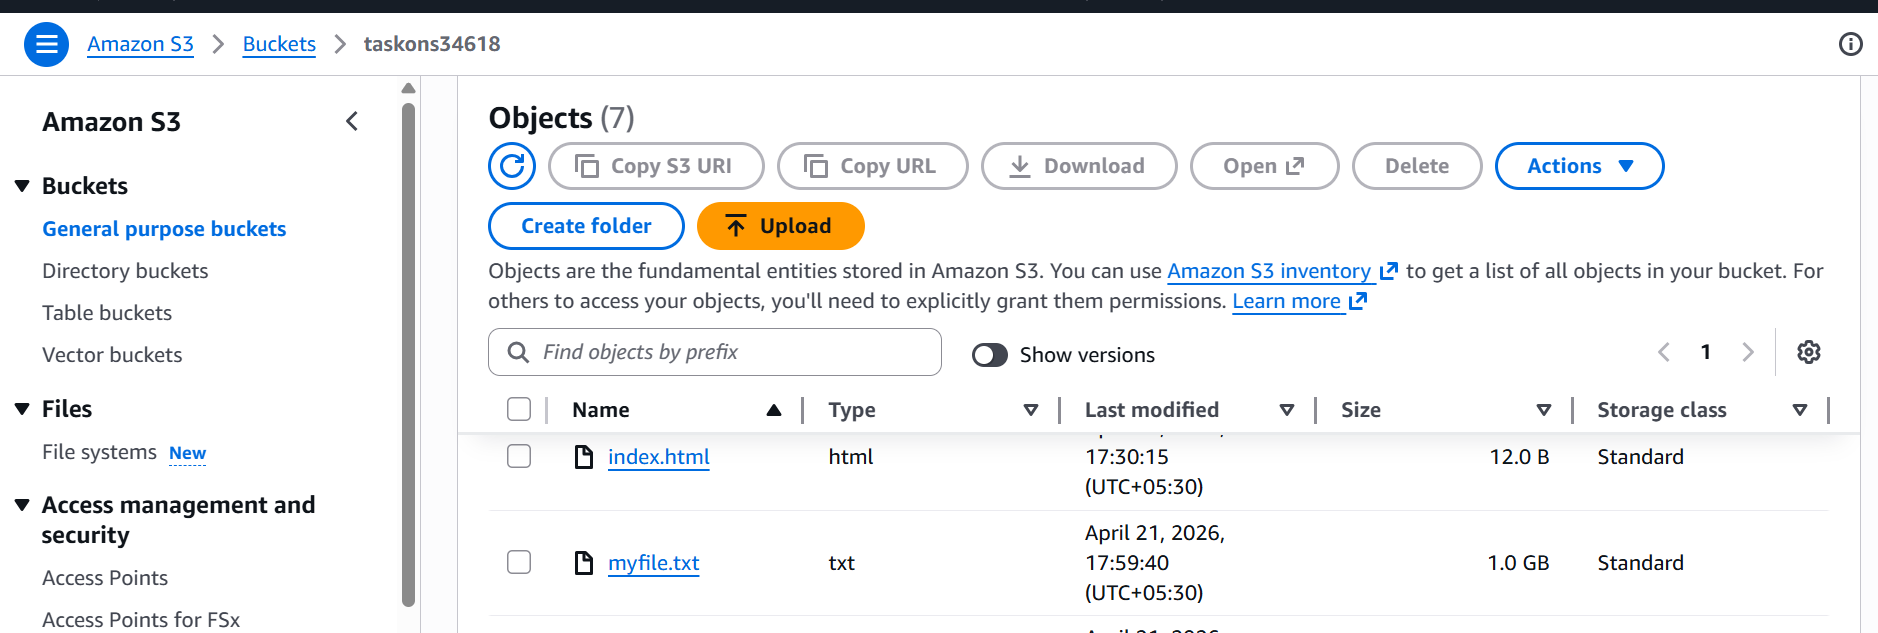 Amazon S3 > Buckets > taskons34618
Amazon S3
Buckets
General purpose buckets
Directory buckets
Table buckets
Vector buckets
Files
File systems New
Access management and
security
Access Points
Access Points for FSx
Objects (7)
Copy S3 URI Copy URL Download Open Delete Actions
Create folder Upload
Objects are the fundamental entities stored in Amazon S3. You can use Amazon S3 inventory to get a list of all objects in your bucket. For
others to access your objects, you'll need to explicitly grant them permissions. Learn more
Find objects by prefix Show versions 1
Name Type Last modified Size Storage class
index.html html 17:30:15 12.0 B Standard
(UTC+05:30)
April 21, 2026,
myfile.txt txt 17:59:40 1.0 GB Standard
(UTC+05:30)